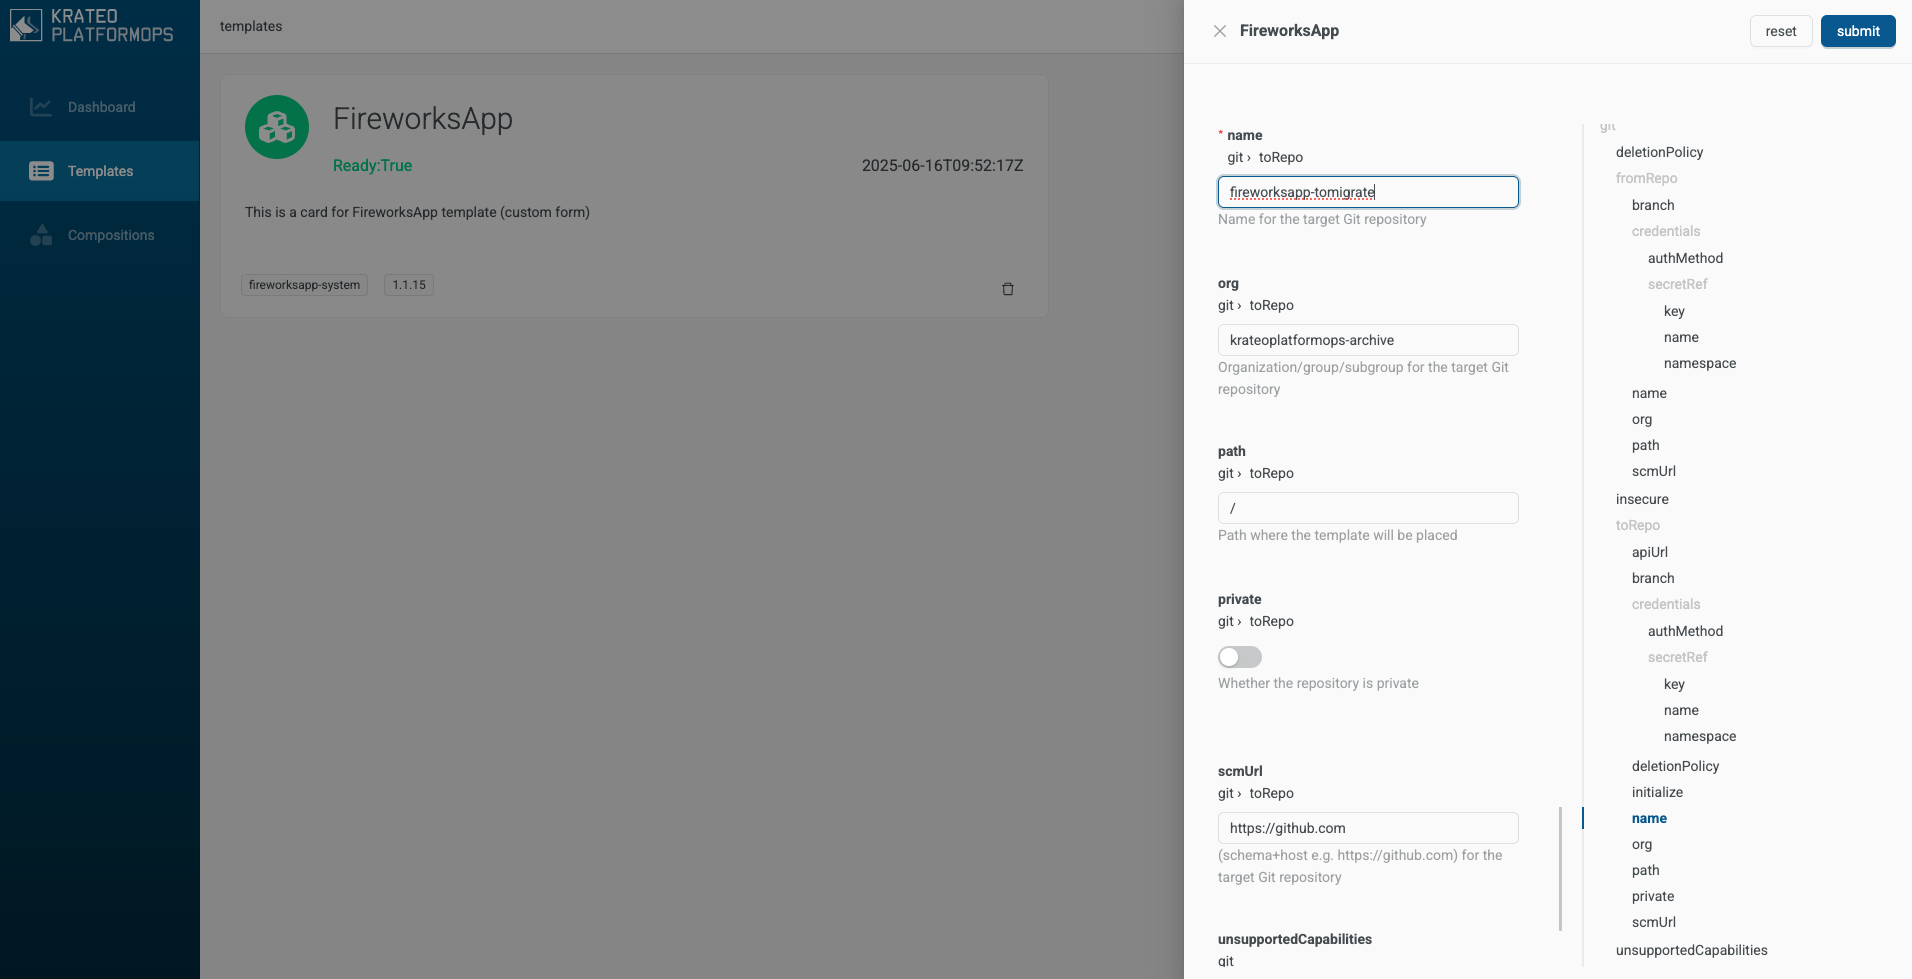 KRATEO
PLATFORMOPS
Dashboard
Templates
Compositions
templates
FireworksApp
Ready:True
2025-06-16T09:52:17Z
This is a card for FireworksApp template (custom form)
fireworksapp-system
1.1.15
FireworksApp
reset
submit
* name
git › toRepo
fireworksapp-tomigrate
Name for the target Git repository
org
git › toRepo
krateoplatformops-archive
Organization/group/subgroup for the target Git
repository
path
git › toRepo
/
Path where the template will be placed
private
git › toRepo
Whether the repository is private
scmUrl
git › toRepo
https://github.com
(schema+host e.g. https://github.com) for the
target Git repository
unsupportedCapabilities
git
git
deletionPolicy
fromRepo
branch
credentials
authMethod
secretRef
key
name
namespace
name
org
path
scmUrl
insecure
toRepo
apiUrl
branch
credentials
authMethod
secretRef
key
name
namespace
deletionPolicy
initialize
name
org
path
private
scmUrl
unsupportedCapabilities